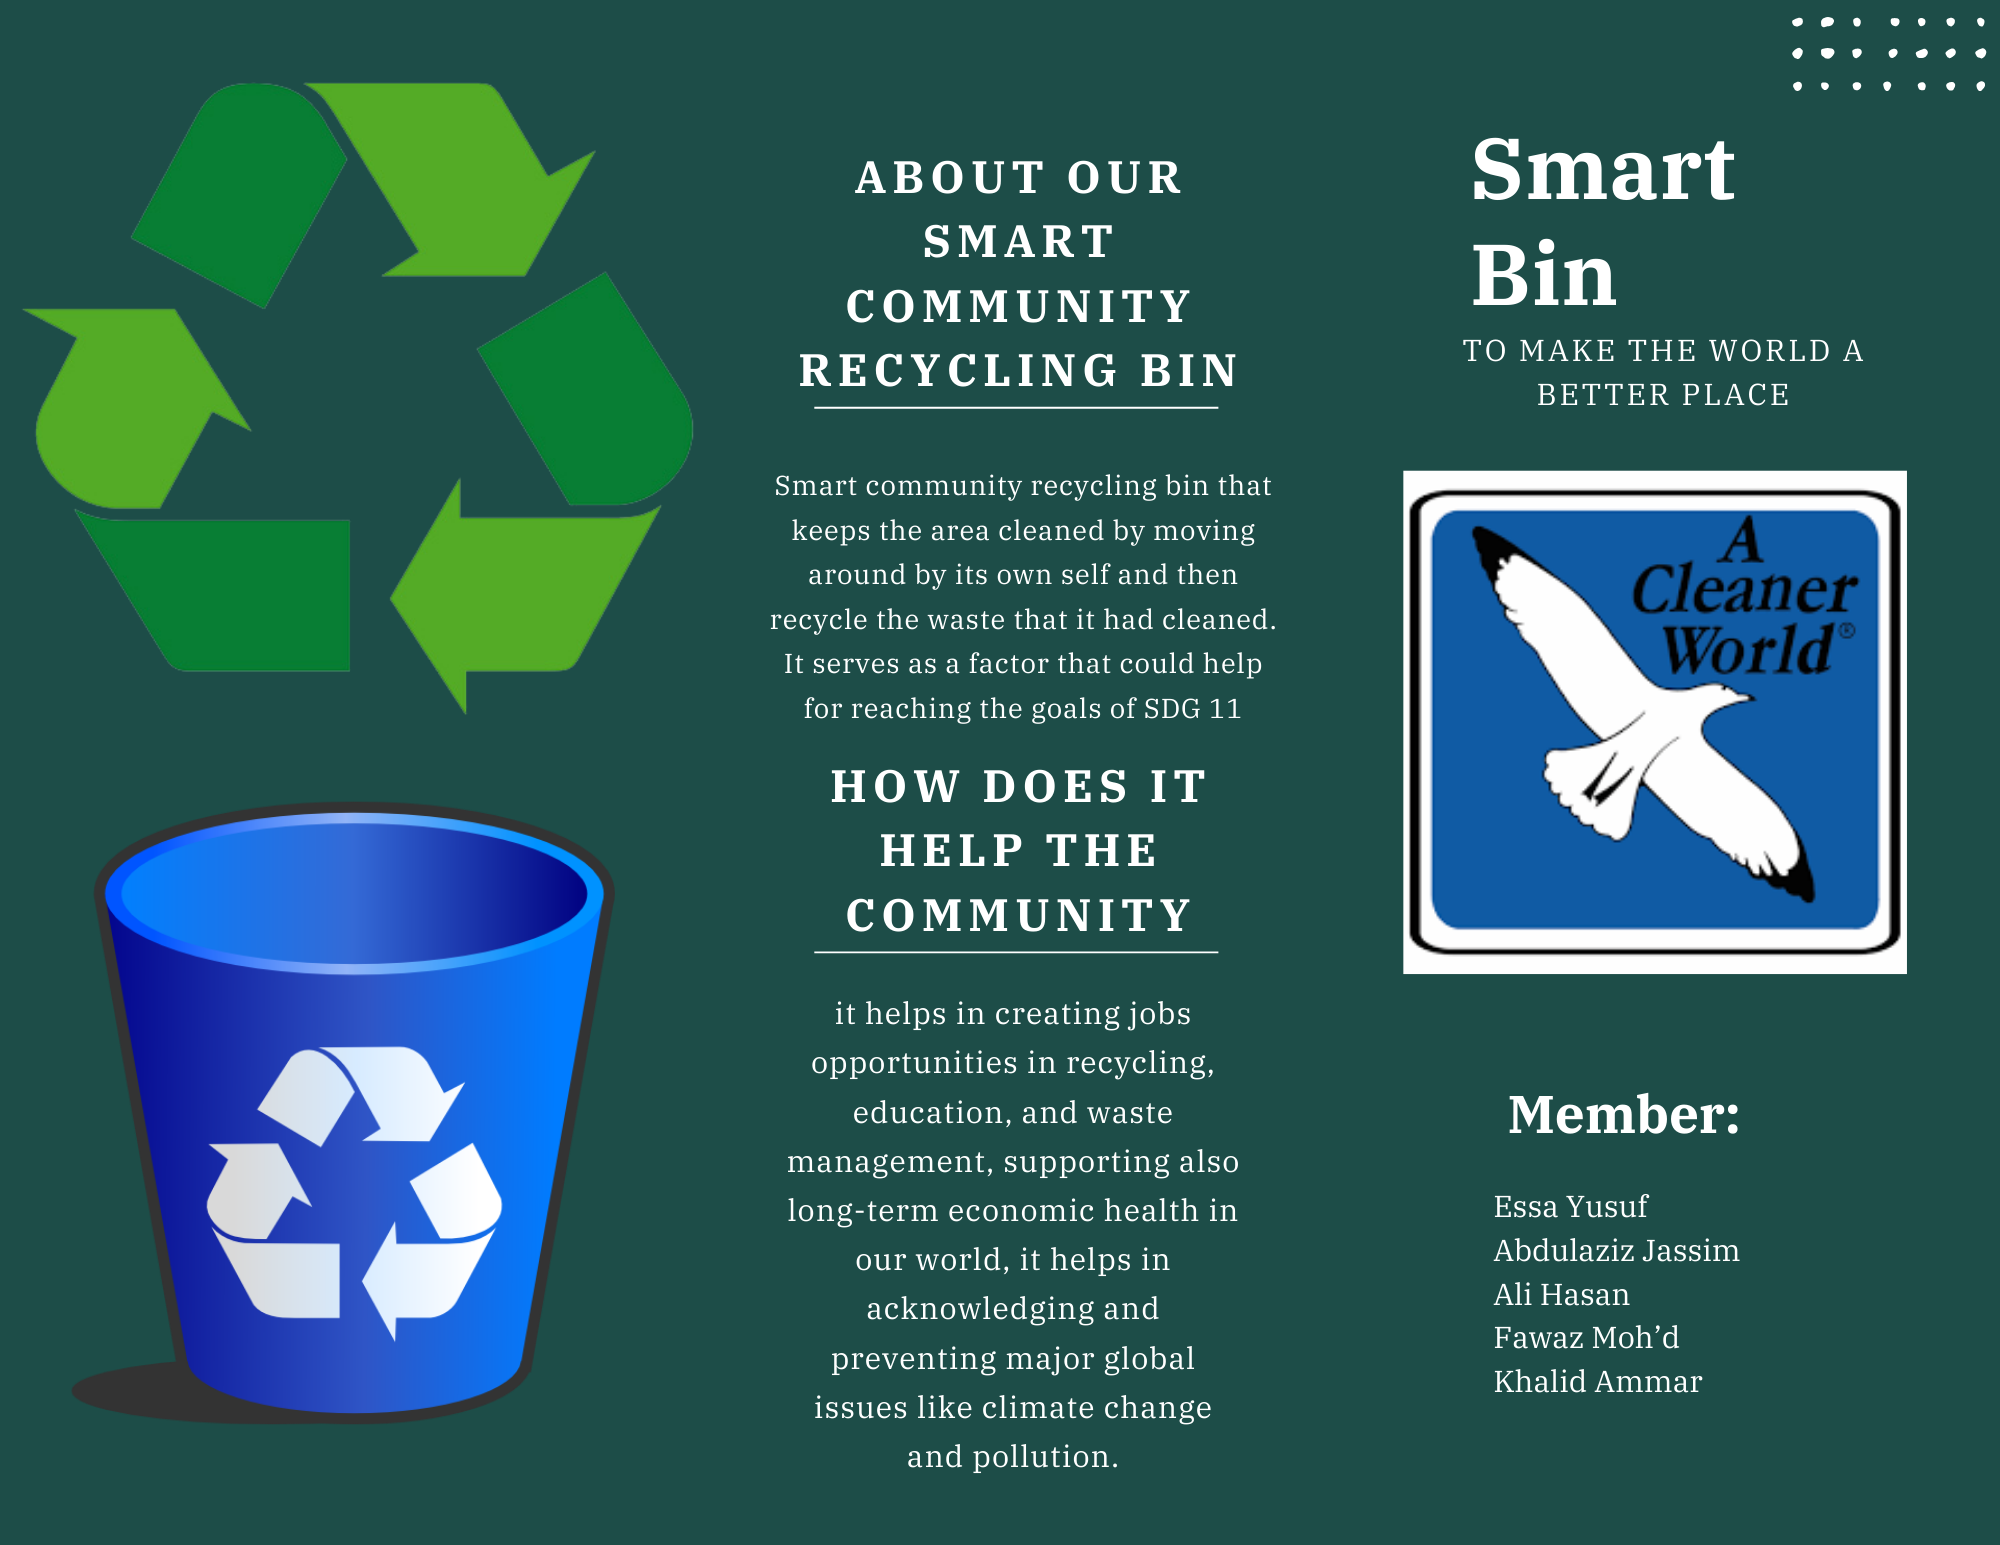 ABOUT OUR
SMART
COMMUNITY
RECYCLING BIN
Smart community recycling bin that
keeps the area cleaned by moving
around by its own self and then
recycle the waste that it had cleaned.
It serves as a factor that could help
for reaching the goals of SDG 11
HOW DOES IT
HELP THE
COMMUNITY
it helps in creating jobs
opportunities in recycling,
education, and waste
management, supporting also
long-term economic health in
our world, it helps in
acknowledging and
preventing major global
issues like climate change
and pollution.
Smart
Bin
TO MAKE THE WORLD A
BETTER PLACE
A
Cleaner
World®
Member:
Essa Yusuf
Abdulaziz Jassim
Ali Hasan
Fawaz Moh’d
Khalid Ammar